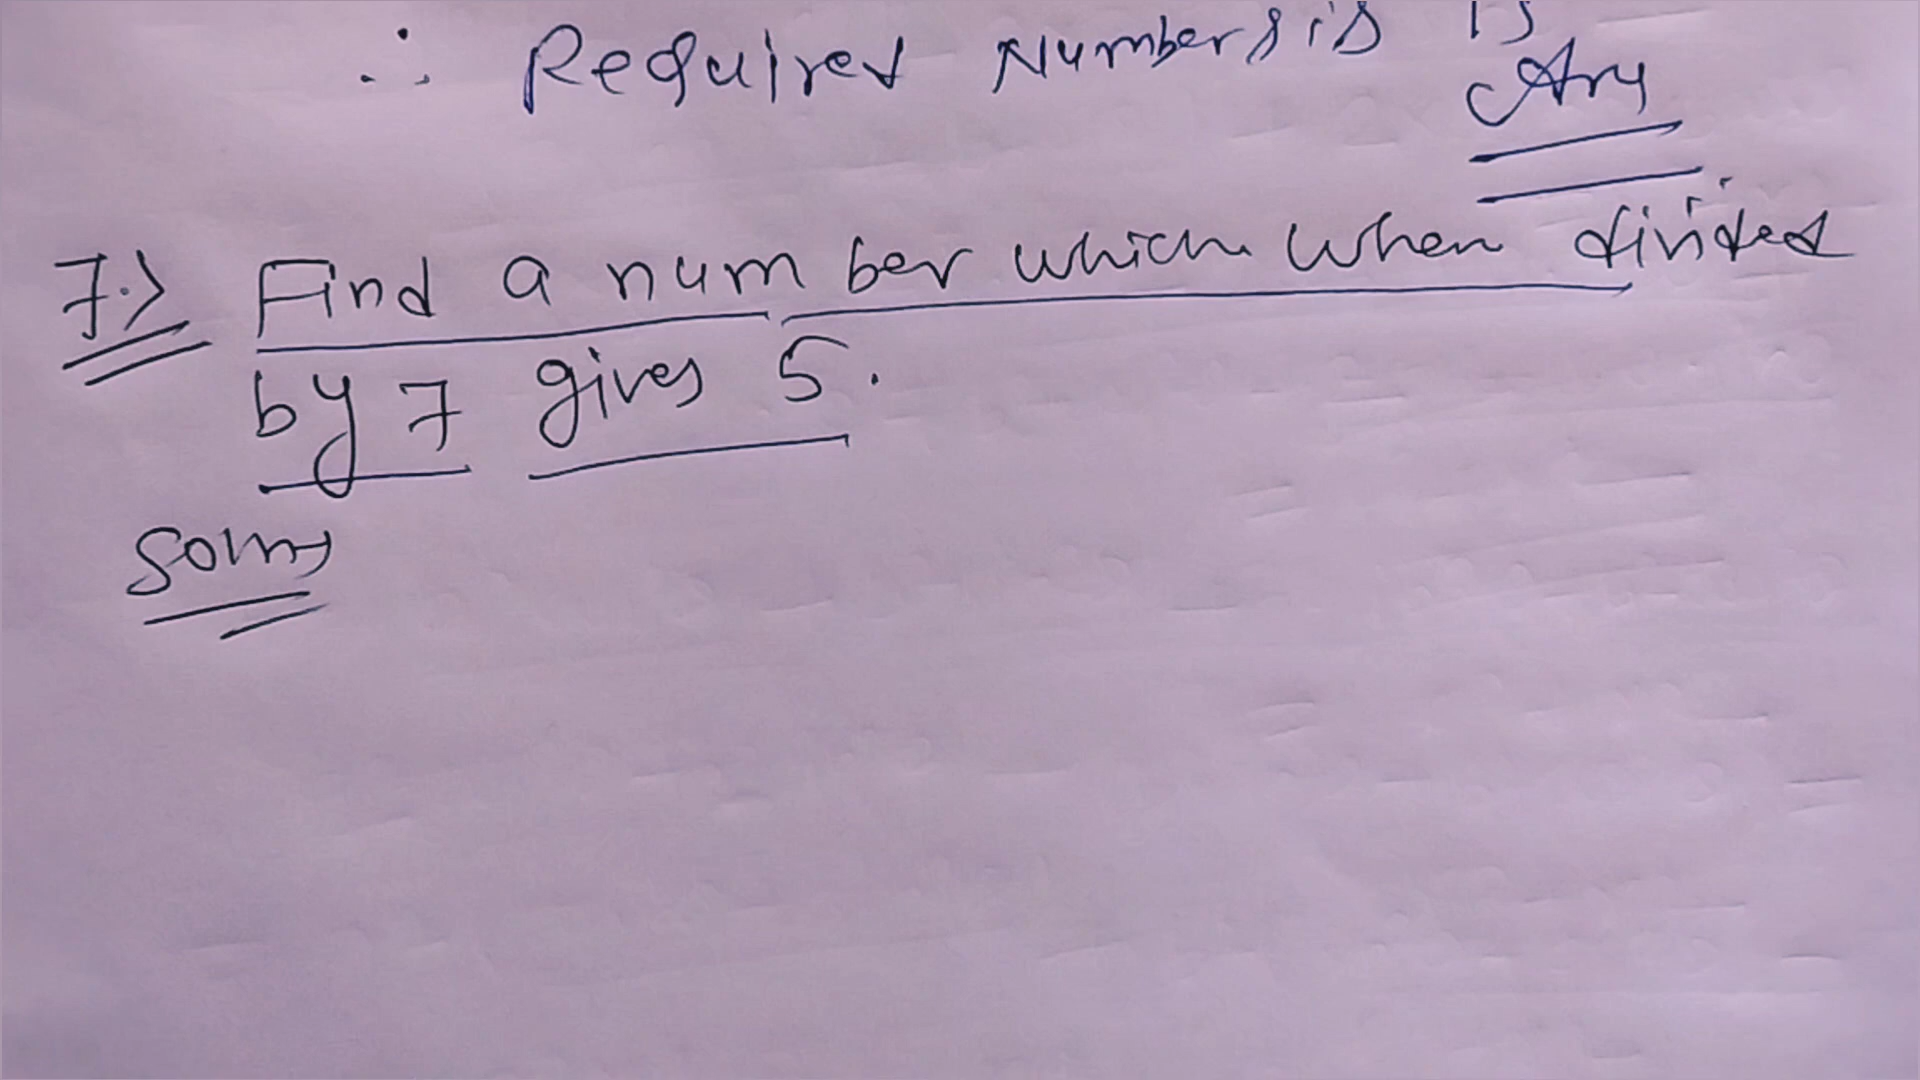 ∴ Required Numbers is 15
Ans
7.> Find a number which when divided
by 7 gives 5.
Soln